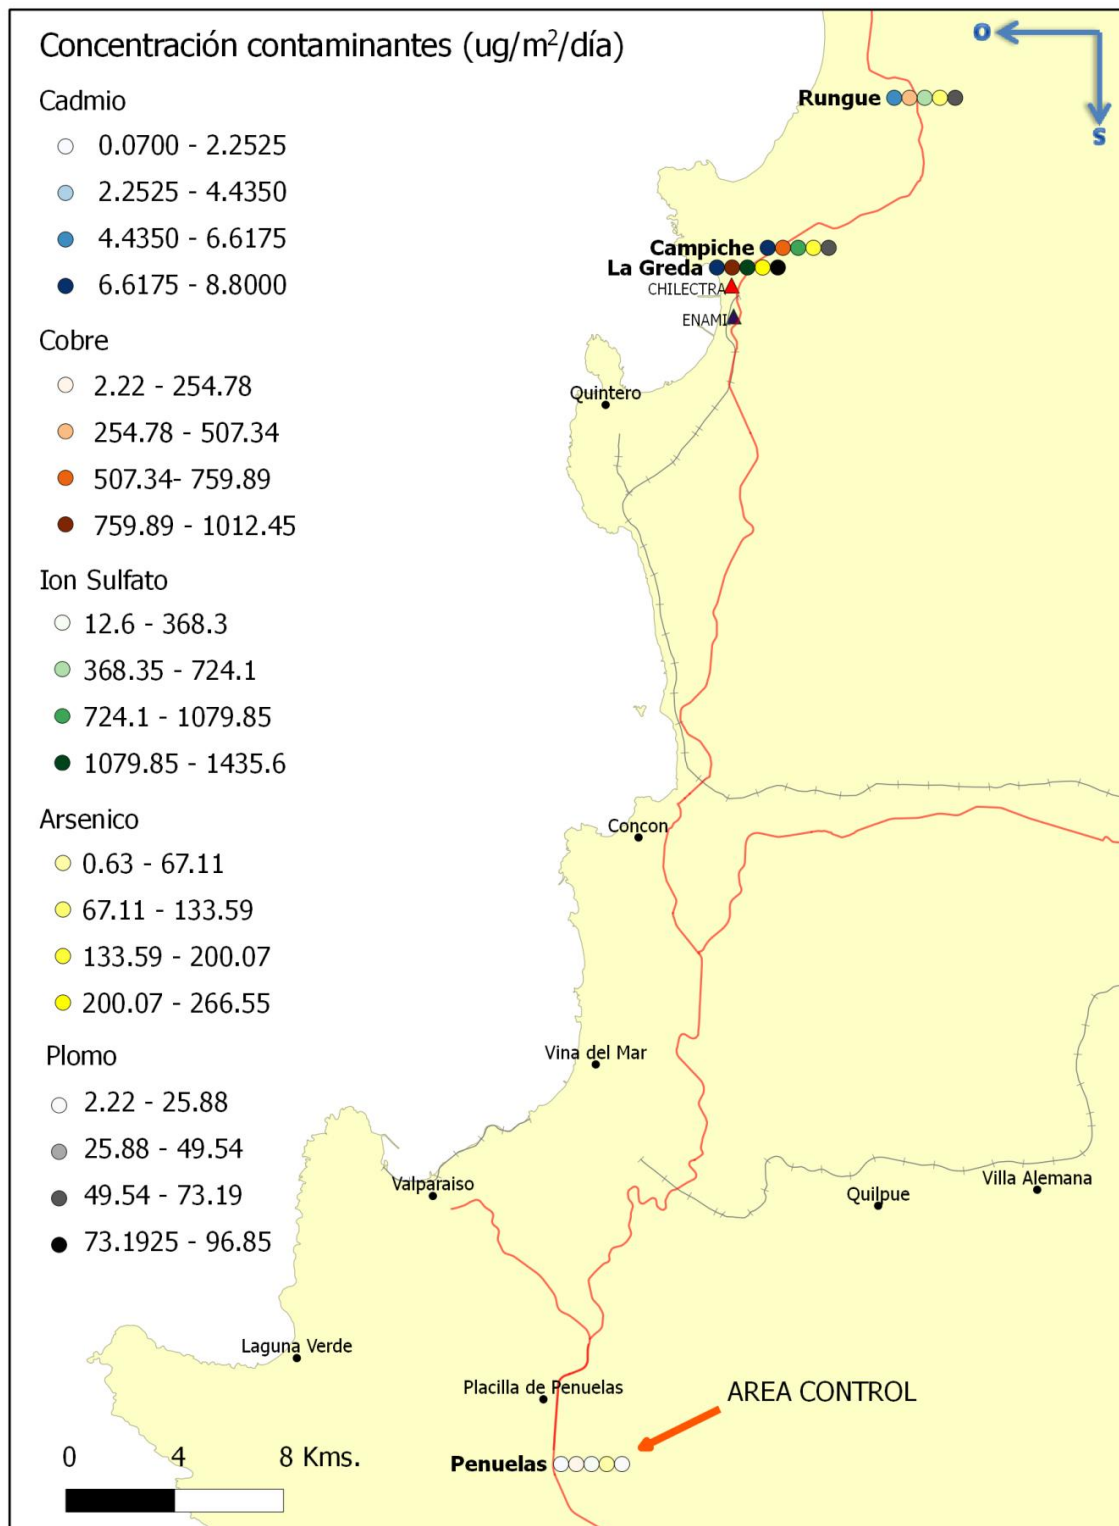 Concentración contaminantes (ug/m²/día)
Cadmio
0.0700 - 2.2525
2.2525 - 4.4350
4.4350 - 6.6175
6.6175 - 8.8000
Cobre
2.22 - 254.78
254.78 - 507.34
507.34- 759.89
759.89 - 1012.45
Ion Sulfato
12.6 - 368.3
368.35 - 724.1
724.1 - 1079.85
1079.85 - 1435.6
Arsenico
0.63 - 67.11
67.11 - 133.59
133.59 - 200.07
200.07 - 266.55
Plomo
2.22 - 25.88
25.88 - 49.54
49.54 - 73.19
73.1925 - 96.85
O
S
Rungue
Campiche
La Greda
CHILECTRA
ENAMI
Quintero
Concon
Vina del Mar
Valparaiso
Quilpue
Villa Alemana
Laguna Verde
Placilla de Penuelas
AREA CONTROL
Penuelas
0 4 8 Kms.